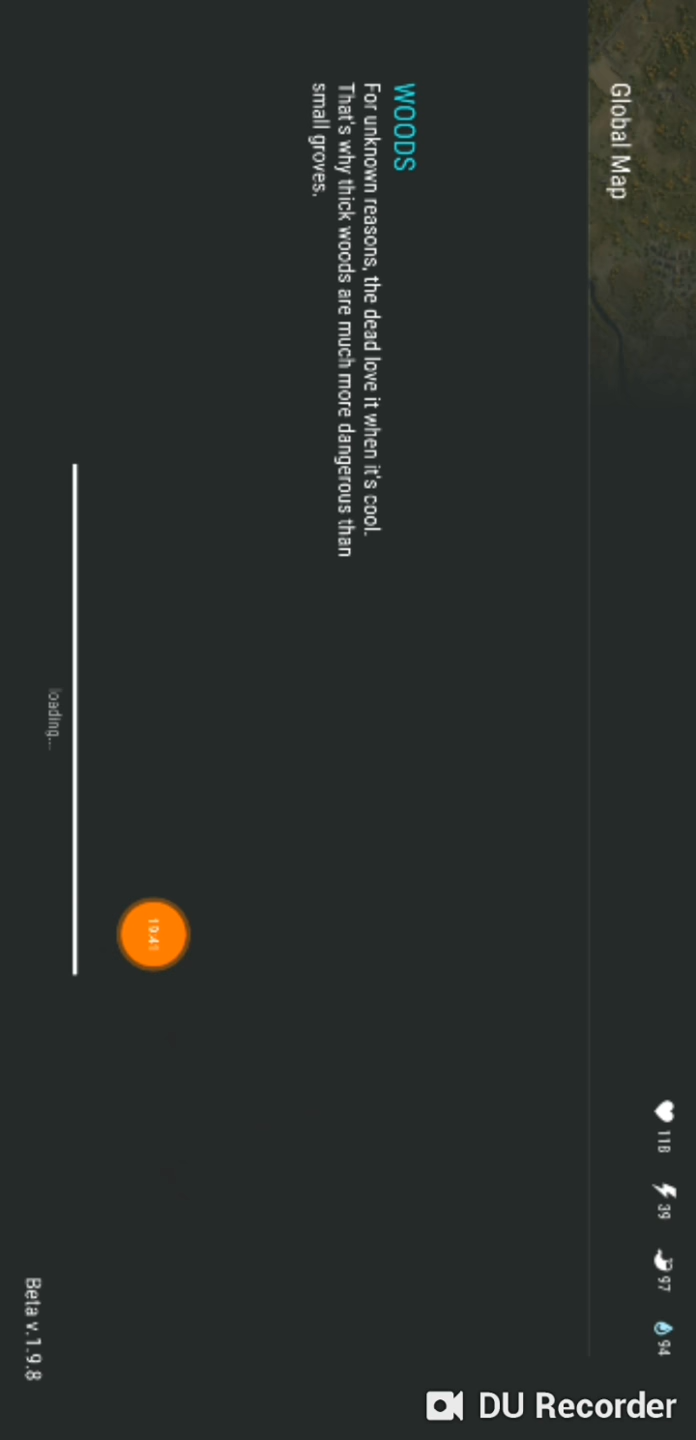 Global Map
118 39 97 94
WOODS
For unknown reasons, the dead love it when it's cool.
That's why thick woods are much more dangerous than
small groves.
19:41
loading...
Beta v.1.9.8
DU Recorder